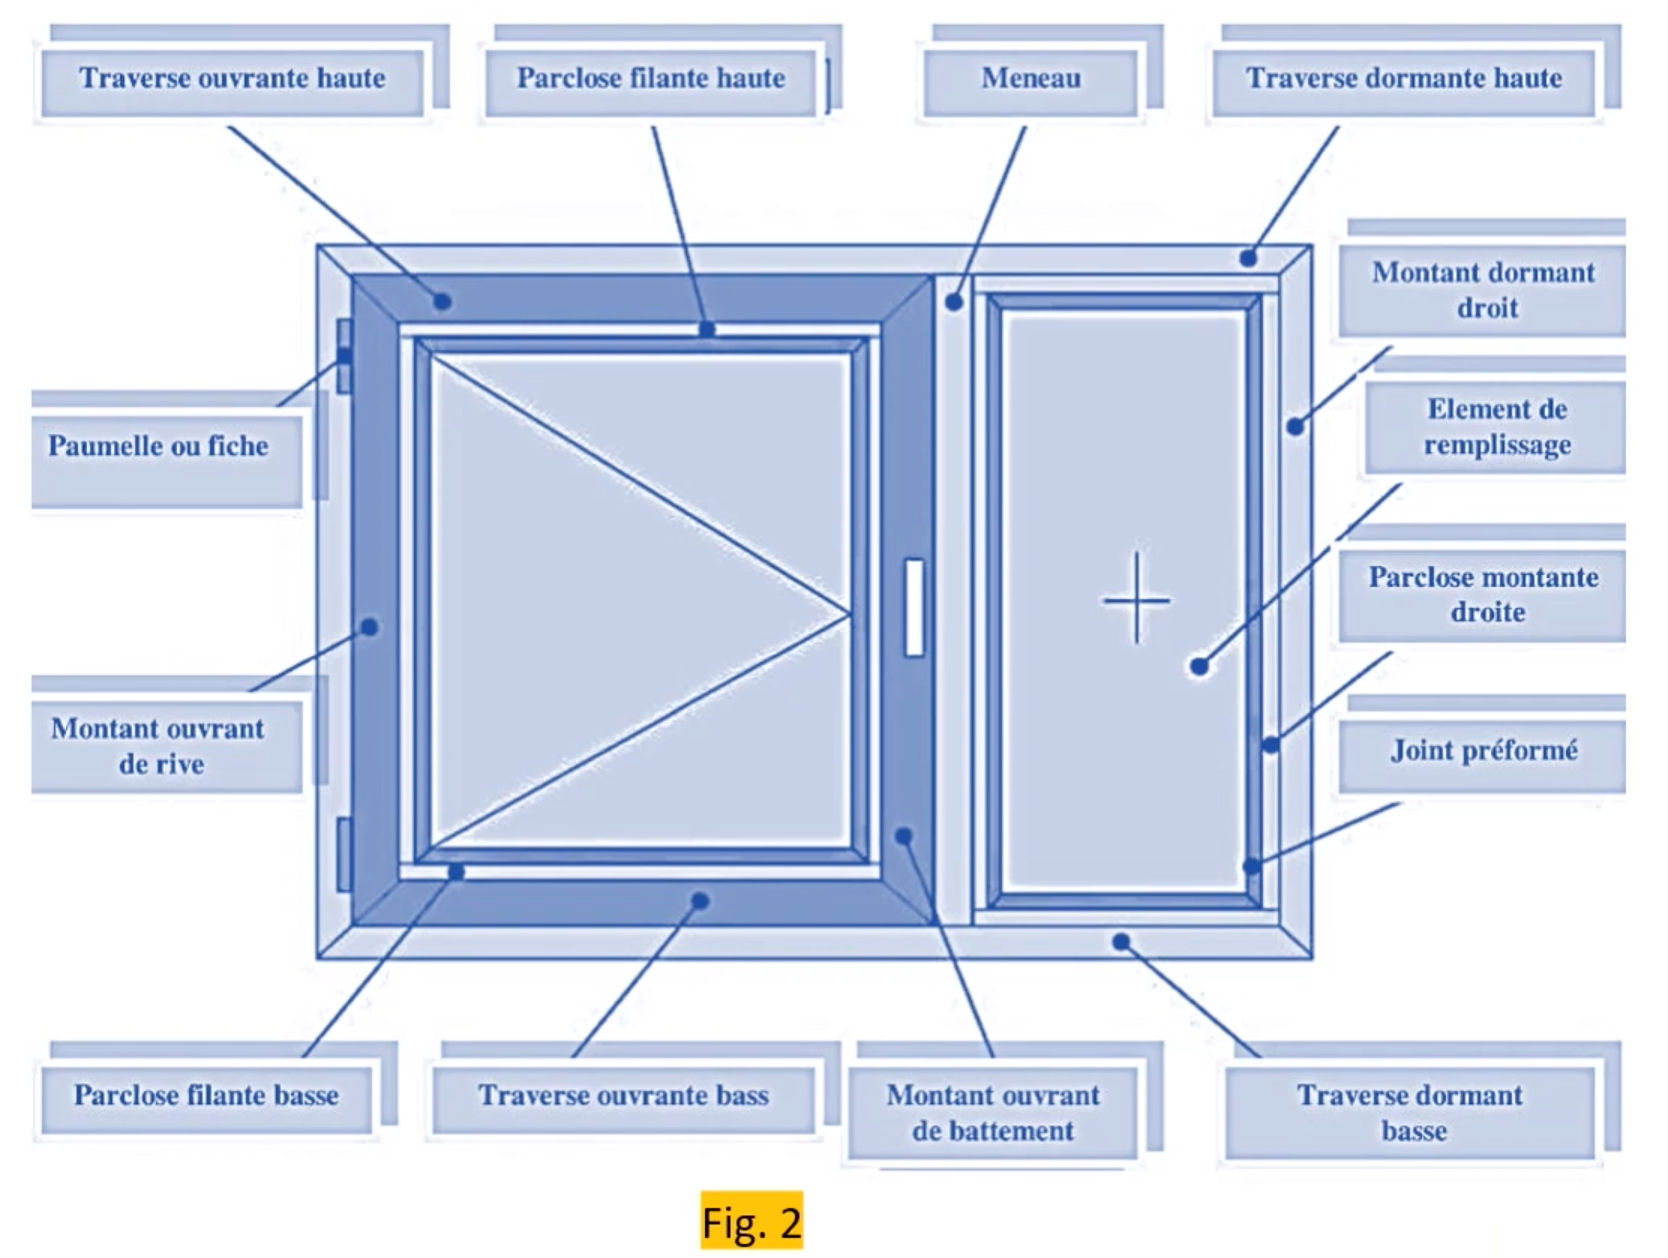 Traverse ouvrante haute
Parclose filante haute
Meneau
Traverse dormante haute
Montant dormant
droit
Element de
remplissage
Paumelle ou fiche
Parclose montante
droite
Montant ouvrant
de rive
Joint préformé
Parclose filante basse
Traverse ouvrante bass
Montant ouvrant
de battement
Traverse dormant
basse
Fig. 2